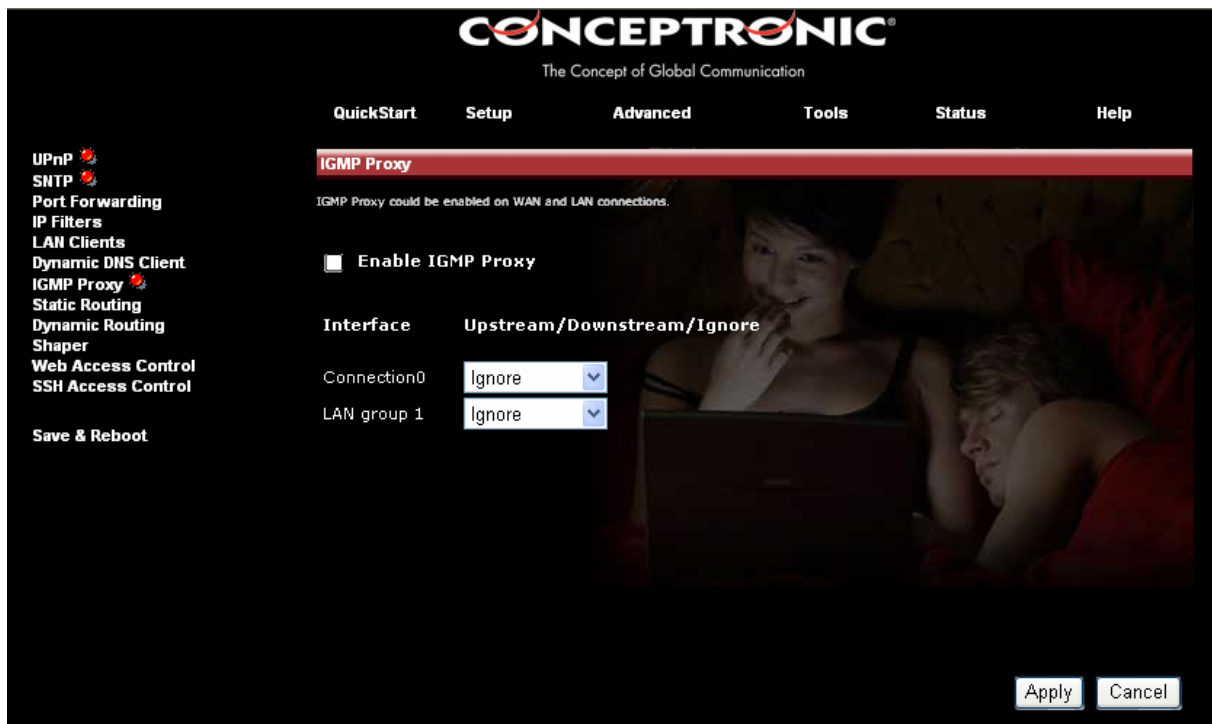 CONCEPTRONIC®
The Concept of Global Communication
QuickStart Setup Advanced Tools Status Help
UPnP
SNTP
Port Forwarding
IP Filters
LAN Clients
Dynamic DNS Client
IGMP Proxy
Static Routing
Dynamic Routing
Shaper
Web Access Control
SSH Access Control
Save & Reboot
IGMP Proxy
IGMP Proxy could be enabled on WAN and LAN connections.
Enable IGMP Proxy
Interface Upstream/Downstream/Ignore
Connection0 Ignore
LAN group 1 Ignore
Apply Cancel